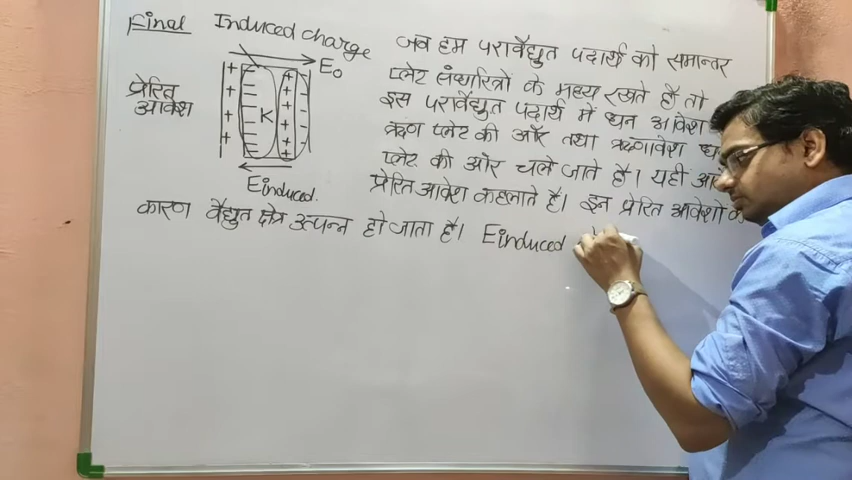 Final Induced charge
प्रेरित
आवेश
E₀
K
Einduced.
जब हम परावैद्युत पदार्थ को समान्तर
प्लेट संधारित्रों के मध्य रखते है तो
इस परावैद्युत पदार्थ में धन आवेश
ऋण प्लेट की ओर तथा ऋणावेश
प्लेट की ओर चले जाते है। यही
प्रेरित आवेश कहलाते है। इन प्रेरित आवेशों
कारण वैद्युत क्षेत्र उत्पन्न हो जाता है। Einduced